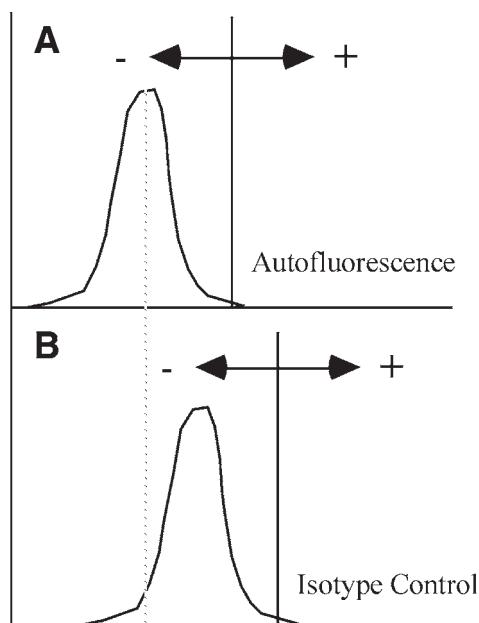 A
- +
Autofluorescence
B
- +
Isotype Control